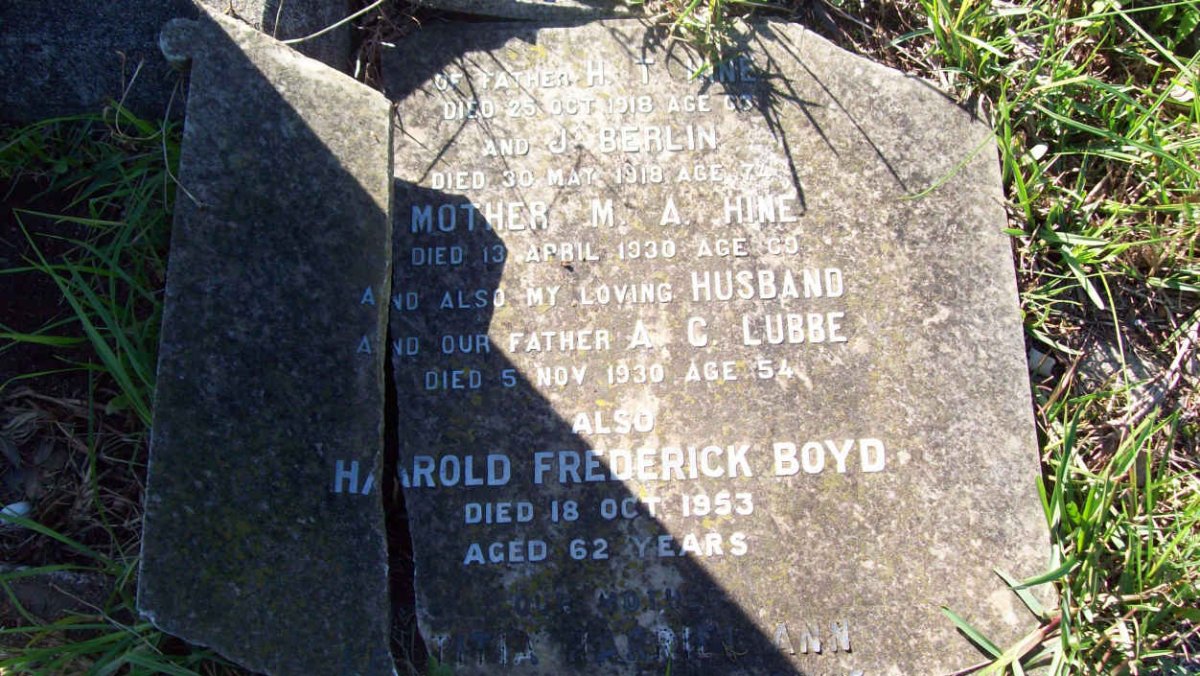 OF FATHER H. T. HINE
DIED 25 OCT 1918 AGE
AND J. BERLIN
DIED 30 MAY 1918 AGE
MOTHER M. A. HINE
DIED 13 APRIL 1930 AGE
AND ALSO MY LOVING HUSBAND
AND OUR FATHER A. C. LUBBE
DIED 5 NOV 1930 AGE 54
ALSO
HAROLD FREDERICK BOYD
DIED 18 OCT 1953
AGED 62 YEARS
OUR
ANN